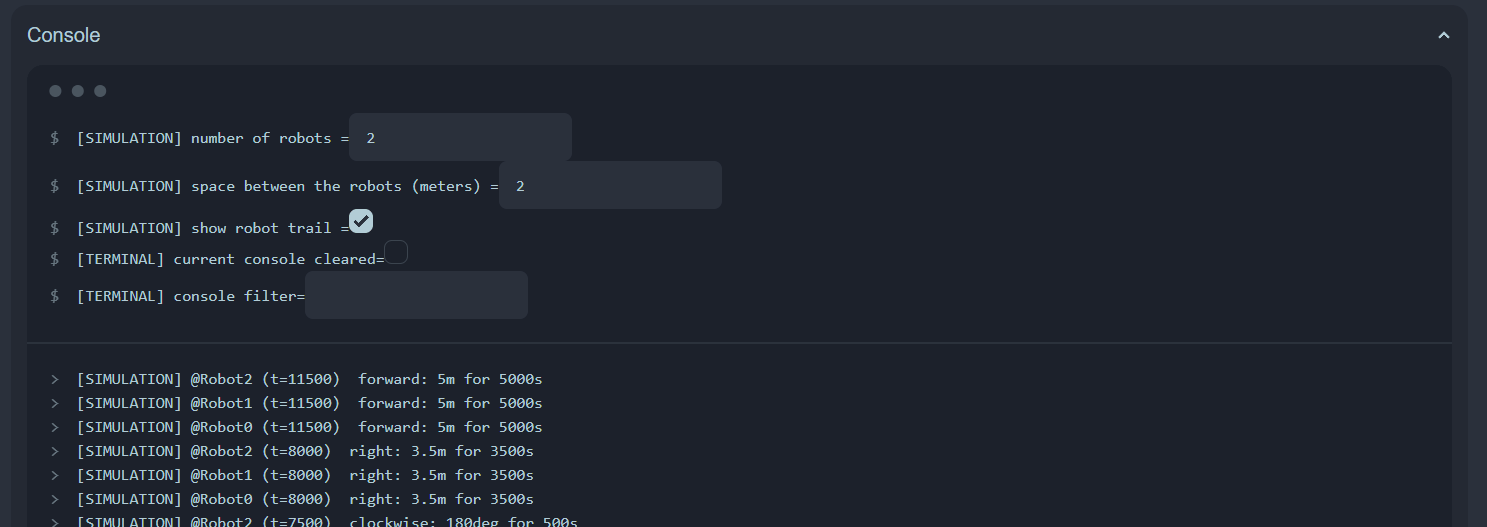 Console
$ [SIMULATION] number of robots = 2
$ [SIMULATION] space between the robots (meters) = 2
$ [SIMULATION] show robot trail =
$ [TERMINAL] current console cleared=
$ [TERMINAL] console filter=
> [SIMULATION] @Robot2 (t=11500)  forward: 5m for 5000s
> [SIMULATION] @Robot1 (t=11500)  forward: 5m for 5000s
> [SIMULATION] @Robot0 (t=11500)  forward: 5m for 5000s
> [SIMULATION] @Robot2 (t=8000)  right: 3.5m for 3500s
> [SIMULATION] @Robot1 (t=8000)  right: 3.5m for 3500s
> [SIMULATION] @Robot0 (t=8000)  right: 3.5m for 3500s
> [SIMULATION] @Robot2 (t=7500)  clockwise: 180deg for 500s